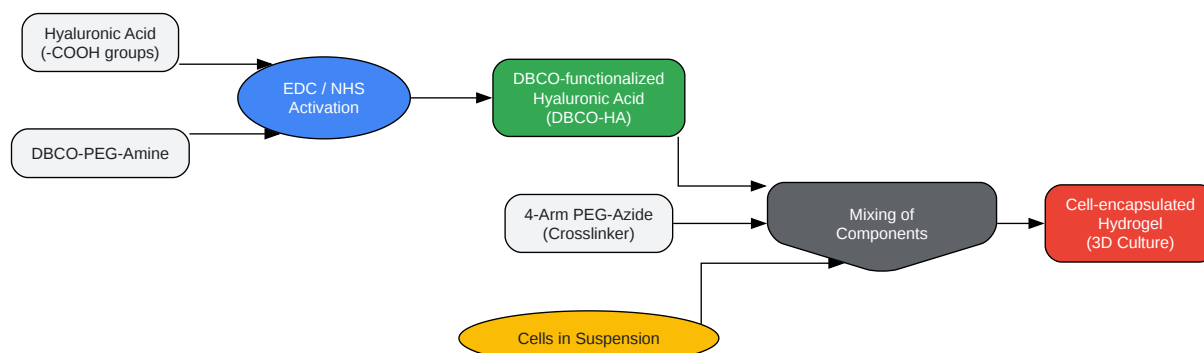 Hyaluronic Acid
(-COOH groups)
DBCO-PEG-Amine
EDC / NHS
Activation
DBCO-functionalized
Hyaluronic Acid
(DBCO-HA)
4-Arm PEG-Azide
(Crosslinker)
Cells in Suspension
Mixing of
Components
Cell-encapsulated
Hydrogel
(3D Culture)